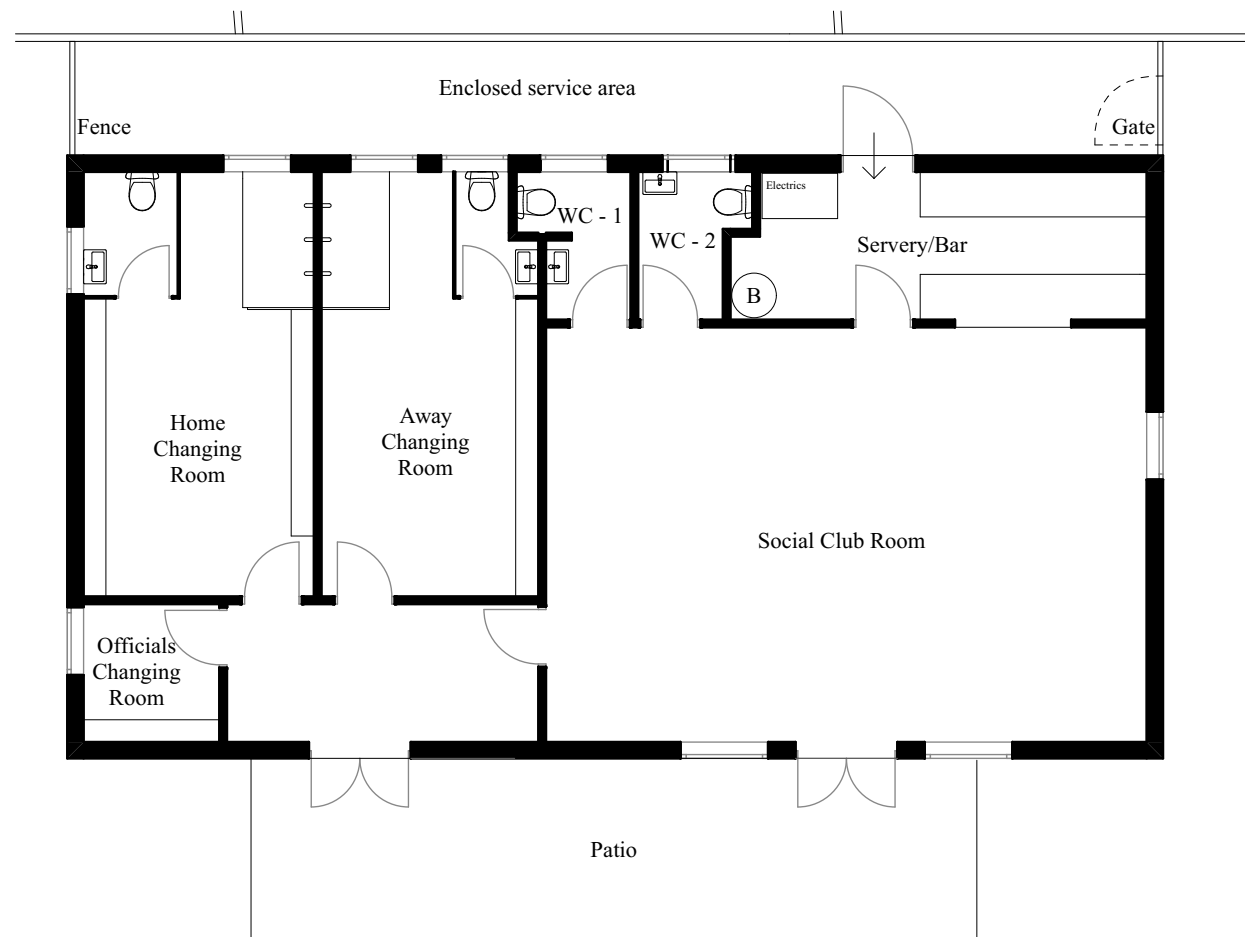 Enclosed service area
Fence
Gate
Electrics
WC - 1
WC - 2
Servery/Bar
B
Home
Changing
Room
Away
Changing
Room
Social Club Room
Officials
Changing
Room
Patio